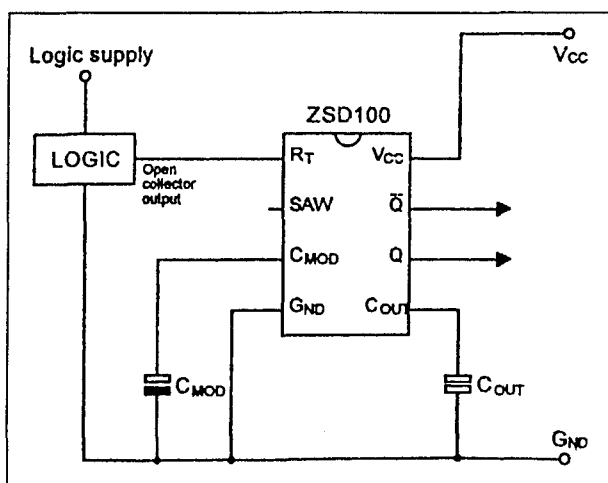 Logic supply
VCC
ZSD100
LOGIC
Open
collector
output
RT
VCC
SAW
Q̅
CMOD
Q
GND
COUT
CMOD
COUT
GND